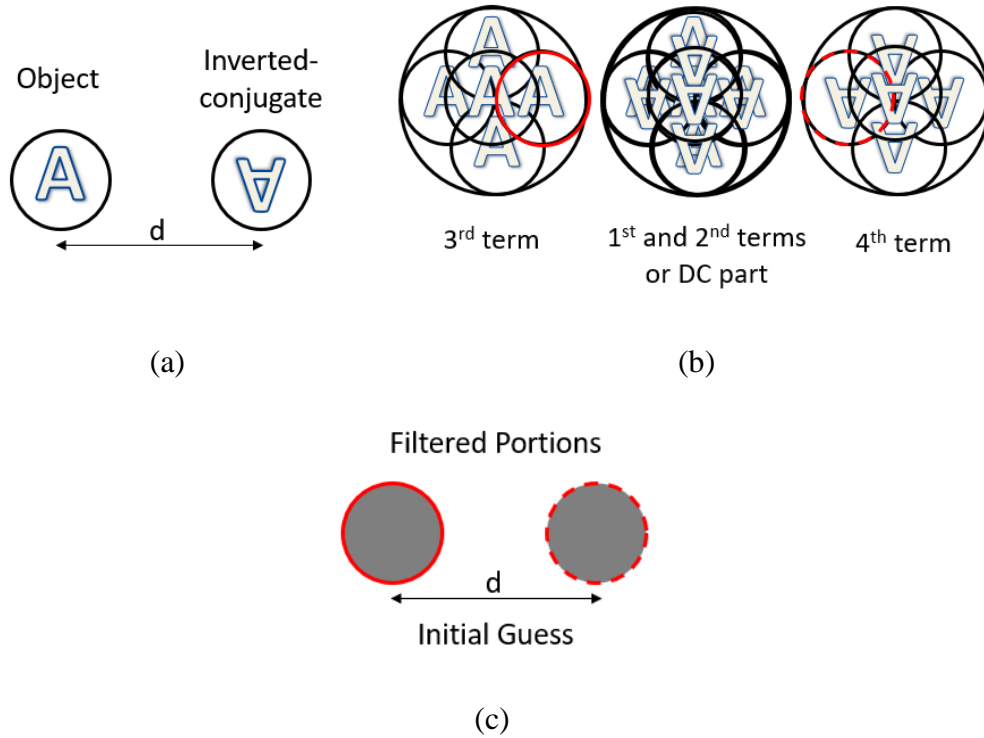 Object
Inverted-
conjugate
A
A
d
A
A A A
A
A
A A A
A
A
A A A
A
3rd term
1st and 2nd terms
or DC part
4th term
(a)
(b)
Filtered Portions
d
Initial Guess
(c)